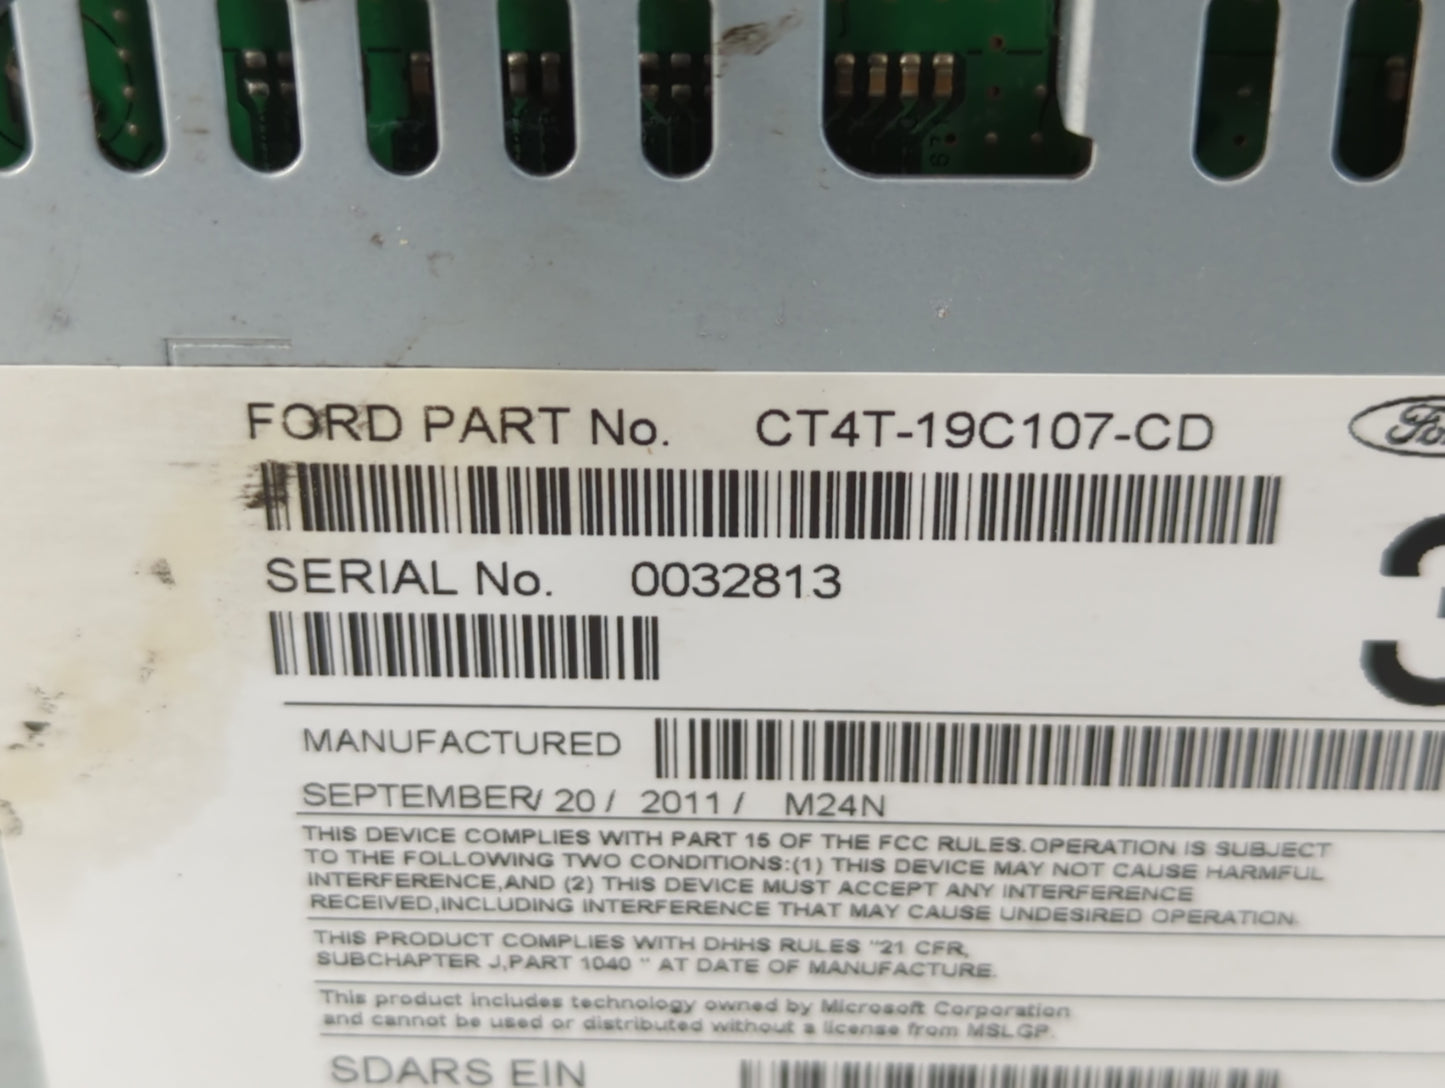 FORD PART No. CT4T-19C107-CD
Ford
3
SERIAL No. 0032813
MANUFACTURED
SEPTEMBER/ 20 / 2011 / M24N
THIS DEVICE COMPLIES WITH PART 15 OF THE FCC RULES.OPERATION IS SUBJECT
TO THE FOLLOWING TWO CONDITIONS:(1) THIS DEVICE MAY NOT CAUSE HARMFUL
INTERFERENCE,AND (2) THIS DEVICE MUST ACCEPT ANY INTERFERENCE
RECEIVED,INCLUDING INTERFERENCE THAT MAY CAUSE UNDESIRED OPERATION.
THIS PRODUCT COMPLIES WITH DHHS RULES "21 CFR,
SUBCHAPTER J,PART 1040 " AT DATE OF MANUFACTURE.
This product includes technology owned by Microsoft Corporation
and cannot be used or distributed without a license from MSLGP.
SDARS EIN